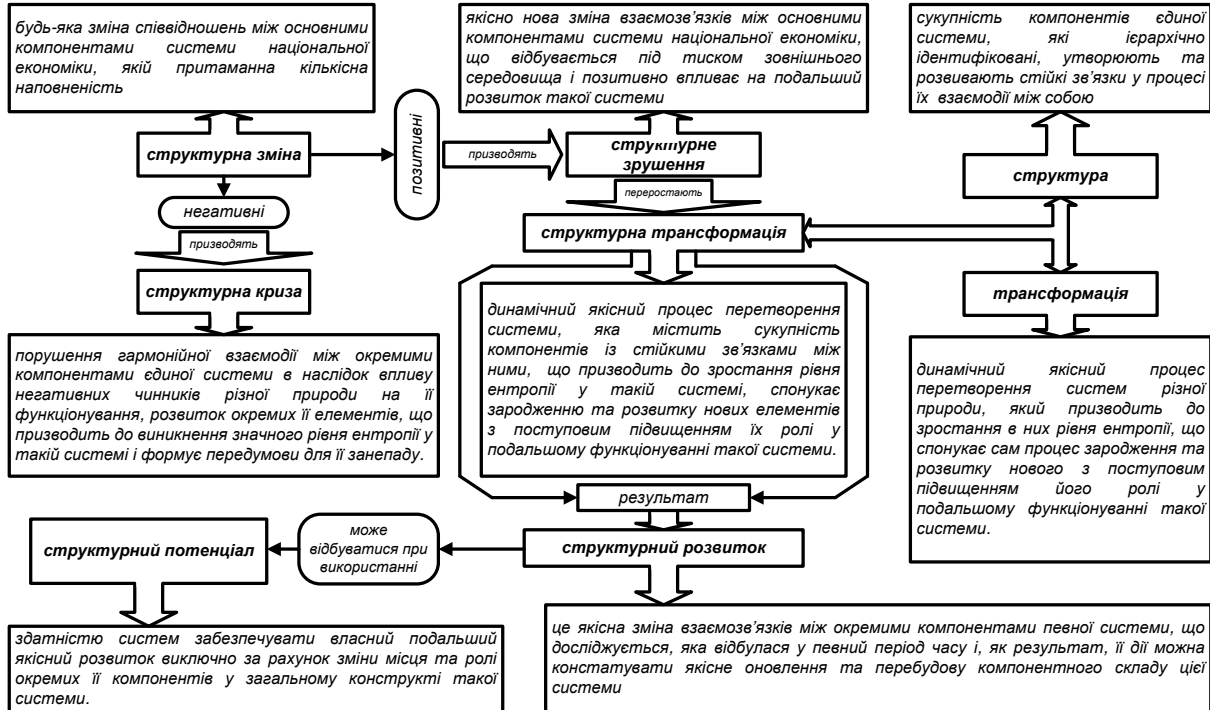 будь-яка зміна співвідношень між основними
компонентами системи національної
економіки, якій притаманна кількісна
наповненість
якісно нова зміна взаємозв’язків між основними
компонентами системи національної економіки,
що відбувається під тиском зовнішнього
середовища і позитивно впливає на подальший
розвиток такої системи
сукупність компонентів єдиної
системи, які ієрархічно
ідентифіковані, утворюють та
розвивають стійкі зв’язки у процесі
їх взаємодії між собою
структурна зміна
позитивні
призводять
структурне
зрушення
структура
негативні
призводять
переростають
структурна трансформація
структурна криза
трансформація
порушення гармонійної взаємодії між окремими
компонентами єдиної системи в наслідок впливу
негативних чинників різної природи на її
функціонування, розвиток окремих її елементів, що
призводить до виникнення значного рівня ентропії у
такій системі і формує передумови для її занепаду.
динамічний якісний процес перетворення
системи, яка містить сукупність
компонентів із стійкими зв’язками між
ними, що призводить до зростання рівня
ентропії у такій системі, спонукає
зародженню та розвитку нових елементів
з поступовим підвищенням їх ролі у
подальшому функціонуванні такої системи.
динамічний якісний процес
перетворення систем різної
природи, який призводить до
зростання в них рівня ентропії, що
спонукає сам процес зародження та
розвитку нового з поступовим
підвищенням його ролі у
подальшому функціонуванні такої
системи.
результат
структурний потенціал
може
відбуватися при
використанні
структурний розвиток
здатністю систем забезпечувати власний подальший
якісний розвиток виключно за рахунок зміни місця та ролі
окремих її компонентів у загальному конструкті такої
системи.
це якісна зміна взаємозв’язків між окремими компонентами певної системи, що
досліджується, яка відбулася у певний період часу і, як результат, її дії можна
констатувати якісне оновлення та перебудову компонентного складу цієї
системи